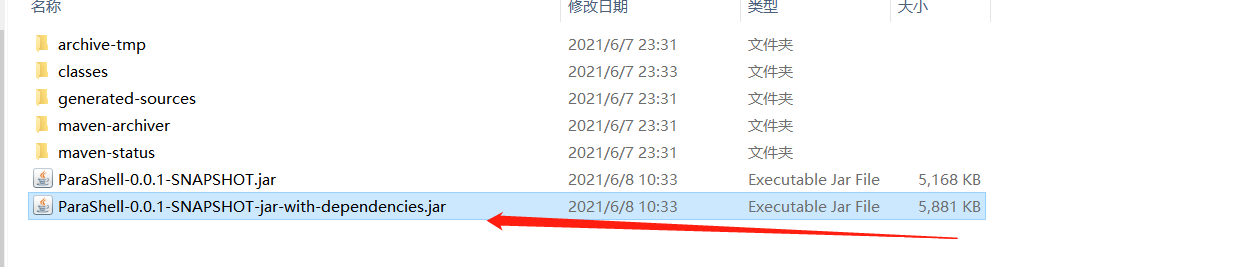 名称 修改日期 类型 大小
archive-tmp 2021/6/7 23:31 文件夹
classes 2021/6/7 23:33 文件夹
generated-sources 2021/6/7 23:31 文件夹
maven-archiver 2021/6/7 23:31 文件夹
maven-status 2021/6/7 23:31 文件夹
ParaShell-0.0.1-SNAPSHOT.jar 2021/6/8 10:33 Executable Jar File 5,168 KB
ParaShell-0.0.1-SNAPSHOT-jar-with-dependencies.jar 2021/6/8 10:33 Executable Jar File 5,881 KB